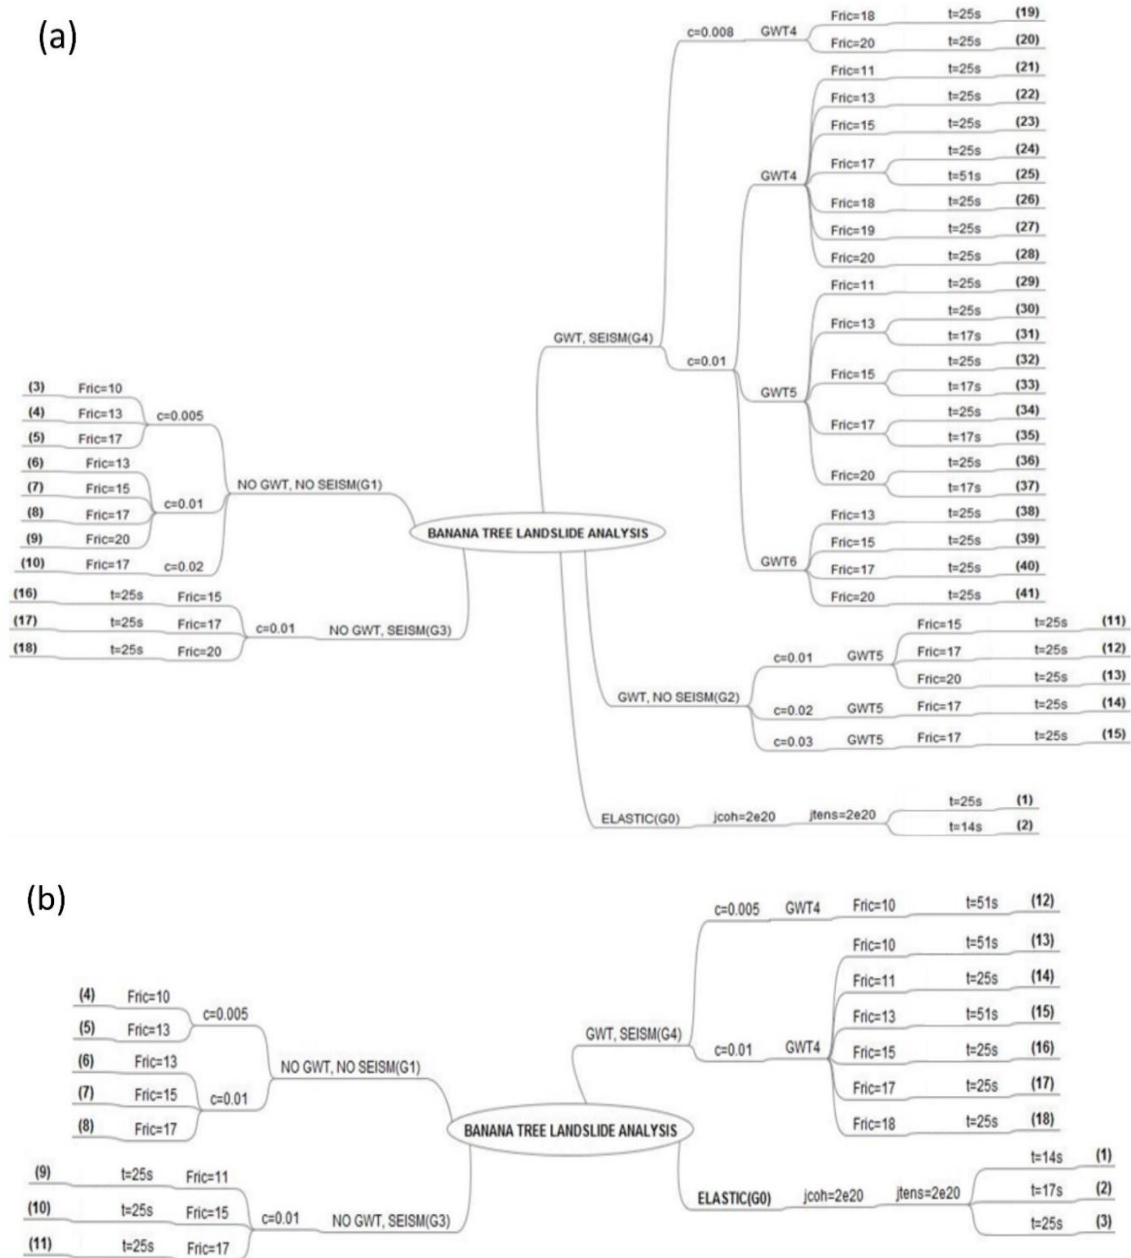 (a)
c=0.008 GWT4 Fric=18 t=25s (19)
Fric=20 t=25s (20)
GWT, SEISM(G4) c=0.01 GWT4 Fric=11 t=25s (21)
Fric=13 t=25s (22)
Fric=15 t=25s (23)
Fric=17 t=25s (24)
t=51s (25)
Fric=18 t=25s (26)
Fric=19 t=25s (27)
Fric=20 t=25s (28)
GWT5 Fric=11 t=25s (29)
Fric=13 t=25s (30)
t=17s (31)
Fric=15 t=25s (32)
t=17s (33)
Fric=17 t=25s (34)
t=17s (35)
Fric=20 t=25s (36)
t=17s (37)
GWT6 Fric=13 t=25s (38)
Fric=15 t=25s (39)
Fric=17 t=25s (40)
Fric=20 t=25s (41)
(3) Fric=10 c=0.005
(4) Fric=13
(5) Fric=17
(6) Fric=13
(7) Fric=15 c=0.01 NO GWT, NO SEISM(G1)
(8) Fric=17
(9) Fric=20
(10) Fric=17 c=0.02
BANANA TREE LANDSLIDE ANALYSIS
(16) t=25s Fric=15
(17) t=25s Fric=17 c=0.01 NO GWT, SEISM(G3)
(18) t=25s Fric=20
GWT, NO SEISM(G2) c=0.01 GWT5 Fric=15 t=25s (11)
Fric=17 t=25s (12)
Fric=20 t=25s (13)
c=0.02 GWT5 Fric=17 t=25s (14)
c=0.03 GWT5 Fric=17 t=25s (15)
ELASTIC(G0) jcoh=2e20 jtens=2e20 t=25s (1)
t=14s (2)
(b)
GWT, SEISM(G4) c=0.005 GWT4 Fric=10 t=51s (12)
c=0.01 GWT4 Fric=10 t=51s (13)
Fric=11 t=25s (14)
Fric=13 t=51s (15)
Fric=15 t=25s (16)
Fric=17 t=25s (17)
Fric=18 t=25s (18)
(4) Fric=10 c=0.005
(5) Fric=13
(6) Fric=13 NO GWT, NO SEISM(G1)
(7) Fric=15 c=0.01
(8) Fric=17
BANANA TREE LANDSLIDE ANALYSIS
(9) t=25s Fric=11
(10) t=25s Fric=15 c=0.01 NO GWT, SEISM(G3)
(11) t=25s Fric=17
ELASTIC(G0) jcoh=2e20 jtens=2e20 t=14s (1)
t=17s (2)
t=25s (3)